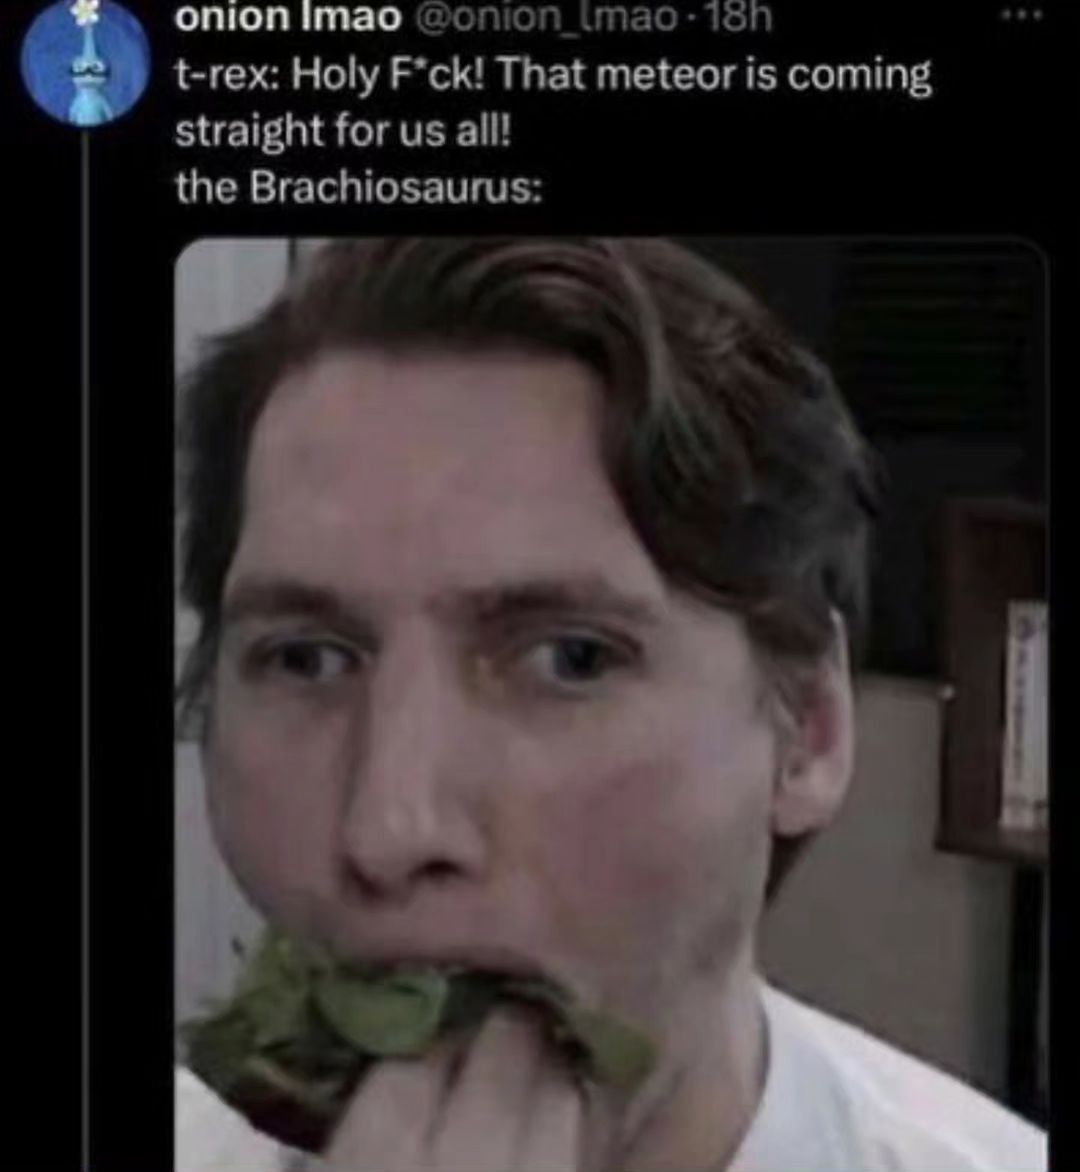 onion lmao @onion_lmao · 18h
t-rex: Holy F*ck! That meteor is coming
straight for us all!
the Brachiosaurus: